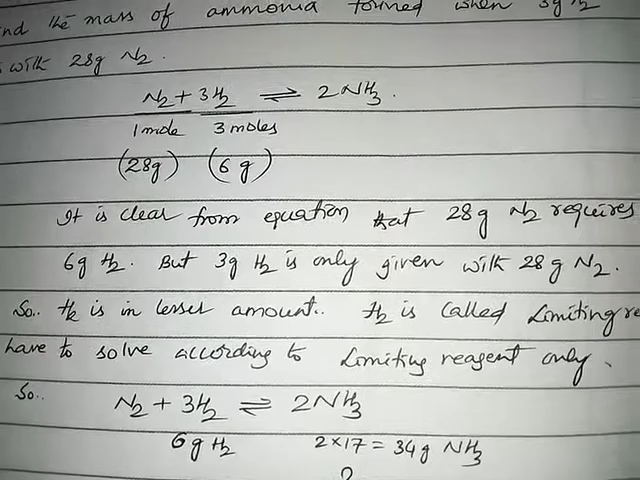 the mass of ammonia formed when 3g H2
with 28g N2.
N2 + 3H2 ⇌ 2NH3.
1mole 3 moles
(28g) (6 g)
It is clear from equation that 28g N2 requires
6g H2. But 3g H2 is only given with 28g N2.
So.. H2 is in lesser amount.. H2 is called Limiting re
have to solve according to Limiting reagent only.
So.. N2 + 3H2 ⇌ 2NH3
6g H2 2×17 = 34g NH3